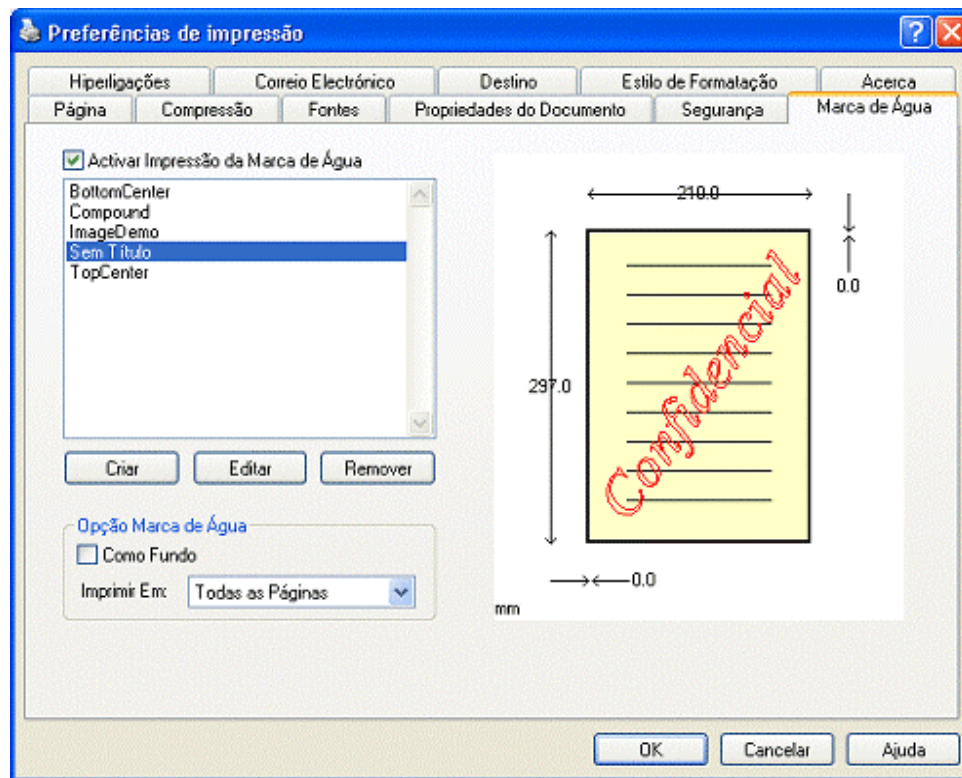 Preferências de impressão
Hiperligações Correio Electrónico Destino Estilo de Formatação Acerca
Página Compressão Fontes Propriedades do Documento Segurança Marca de Água
Activar Impressão da Marca de Água
BottomCenter
Compound
ImageDemo
Sem Título
TopCenter
210.0
0.0
297.0
Confidencial
Criar Editar Remover
Opção Marca de Água
Como Fundo
Imprimir Em: Todas as Páginas
0.0
mm
OK Cancelar Ajuda